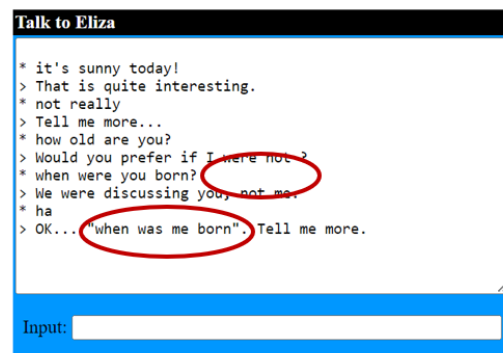 Talk to Eliza
* it's sunny today!
> That is quite interesting.
* not really
> Tell me more...
* how old are you?
> Would you prefer if I were not ?
* when were you born?
> We were discussing you, not me.
* ha
> OK... "when was me born". Tell me more.
Input: